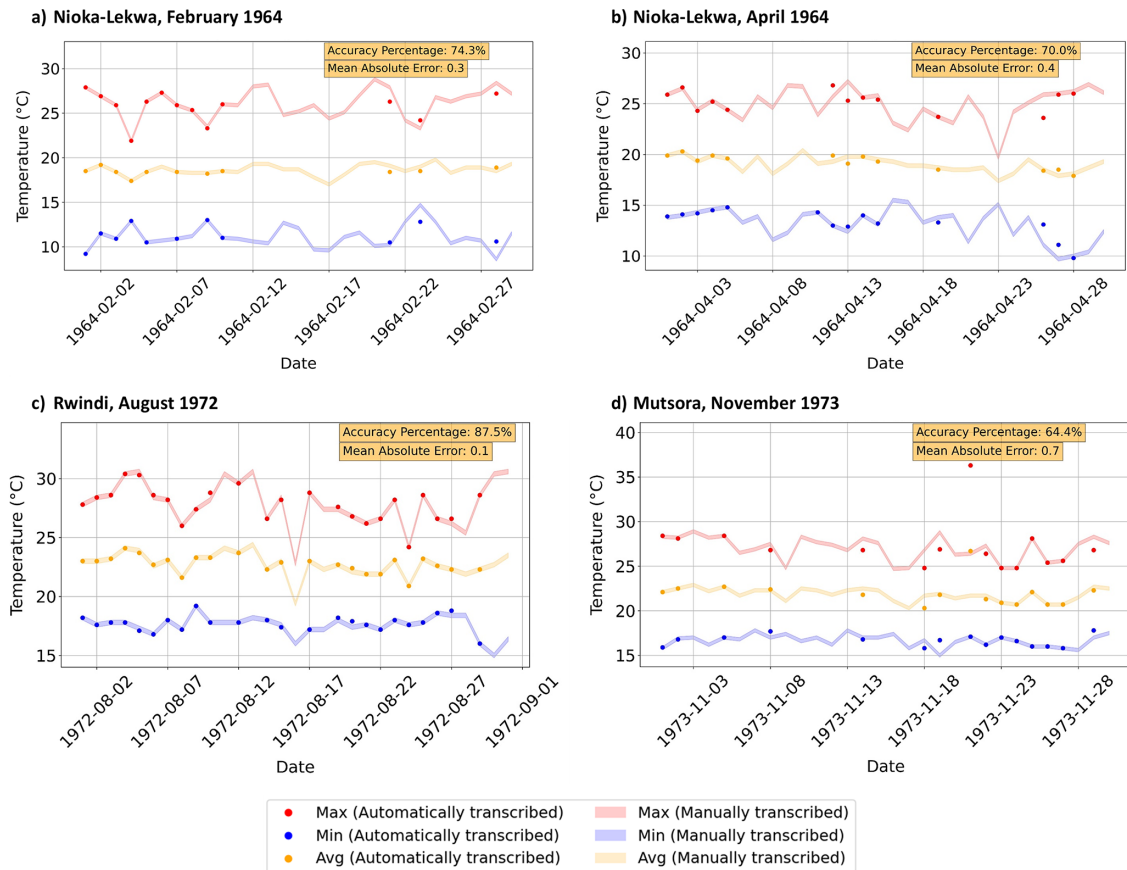 a) Nioka-Lekwa, February 1964
Accuracy Percentage: 74.3%
Mean Absolute Error: 0.3
30
25
20
15
10
Temperature (°C)
1964-02-02
1964-02-07
1964-02-12
1964-02-17
1964-02-22
1964-02-27
Date
b) Nioka-Lekwa, April 1964
Accuracy Percentage: 70.0%
Mean Absolute Error: 0.4
30
25
20
15
10
Temperature (°C)
1964-04-03
1964-04-08
1964-04-13
1964-04-18
1964-04-23
1964-04-28
Date
c) Rwindi, August 1972
Accuracy Percentage: 87.5%
Mean Absolute Error: 0.1
30
25
20
15
Temperature (°C)
1972-08-02
1972-08-07
1972-08-12
1972-08-17
1972-08-22
1972-08-27
1972-09-01
Date
d) Mutsora, November 1973
Accuracy Percentage: 64.4%
Mean Absolute Error: 0.7
40
35
30
25
20
15
Temperature (°C)
1973-11-03
1973-11-08
1973-11-13
1973-11-18
1973-11-23
1973-11-28
Date
Max (Automatically transcribed)
Min (Automatically transcribed)
Avg (Automatically transcribed)
Max (Manually transcribed)
Min (Manually transcribed)
Avg (Manually transcribed)